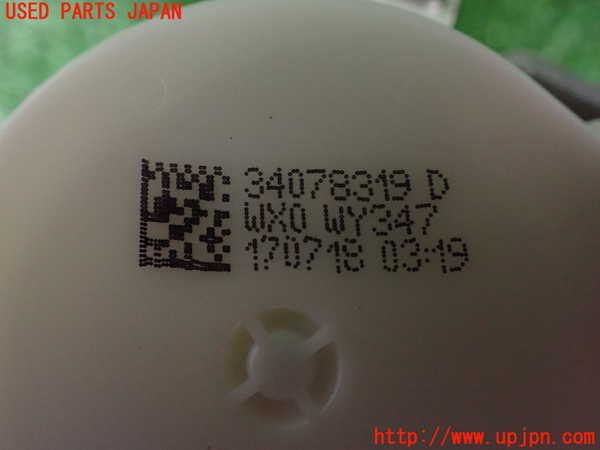 USED PARTS JAPAN
34078319 D
WX0 WY347
170718 03:19
http://www.upjpn.com/